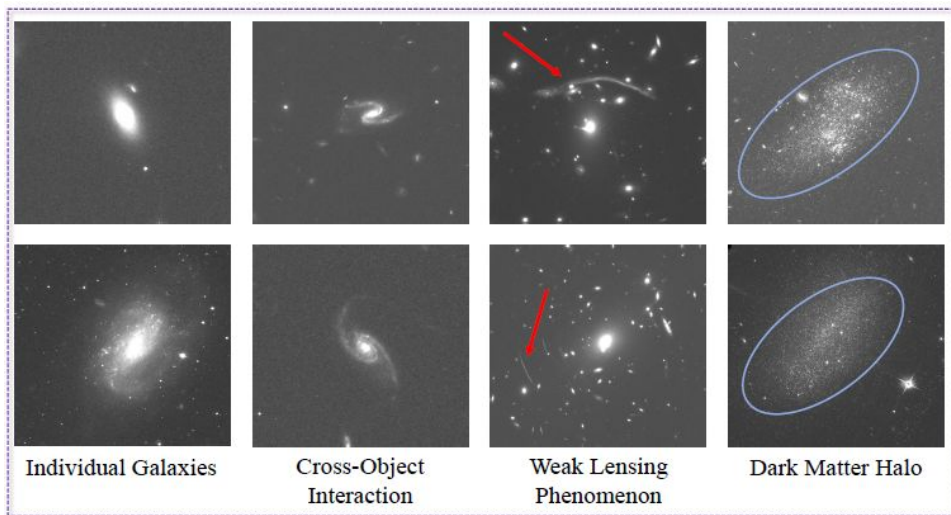 Individual Galaxies
Cross-Object
Interaction
Weak Lensing
Phenomenon
Dark Matter Halo